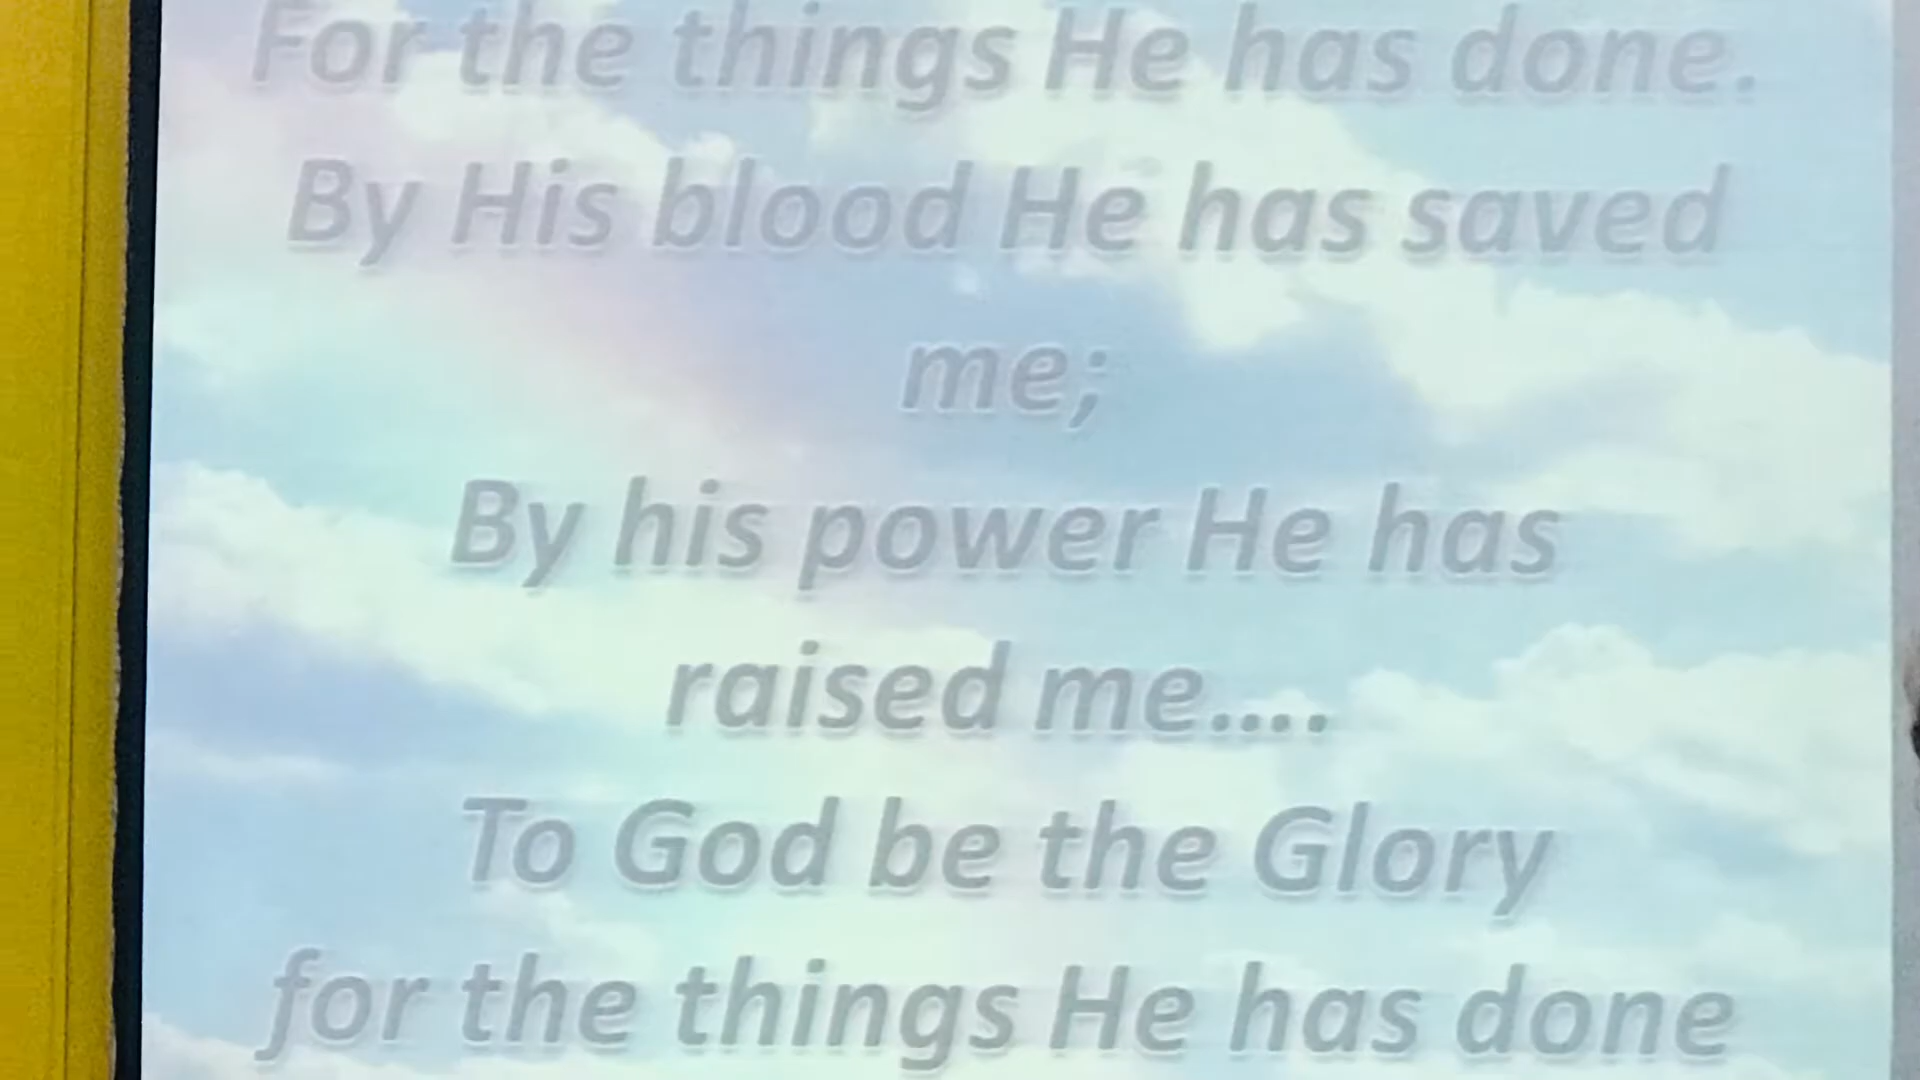 For the things He has done.
By His blood He has saved
me;
By his power He has
raised me....
To God be the Glory
for the things He has done